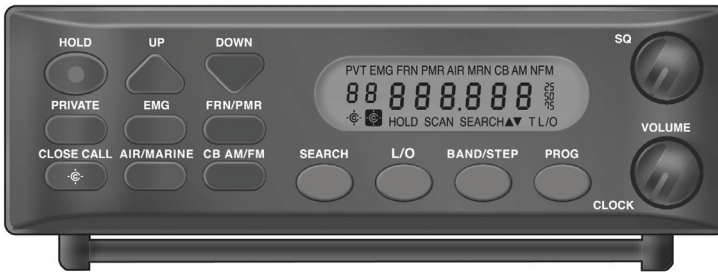 HOLD UP DOWN
SQ
PVT EMG FRN PMR AIR MRN CB AM NFM
88 888.888 25 50 75
HOLD SCAN SEARCH▲▼ T L/O
PRIVATE EMG FRN/PMR
VOLUME
CLOSE CALL AIR/MARINE CB AM/FM
SEARCH L/O BAND/STEP PROG
CLOCK